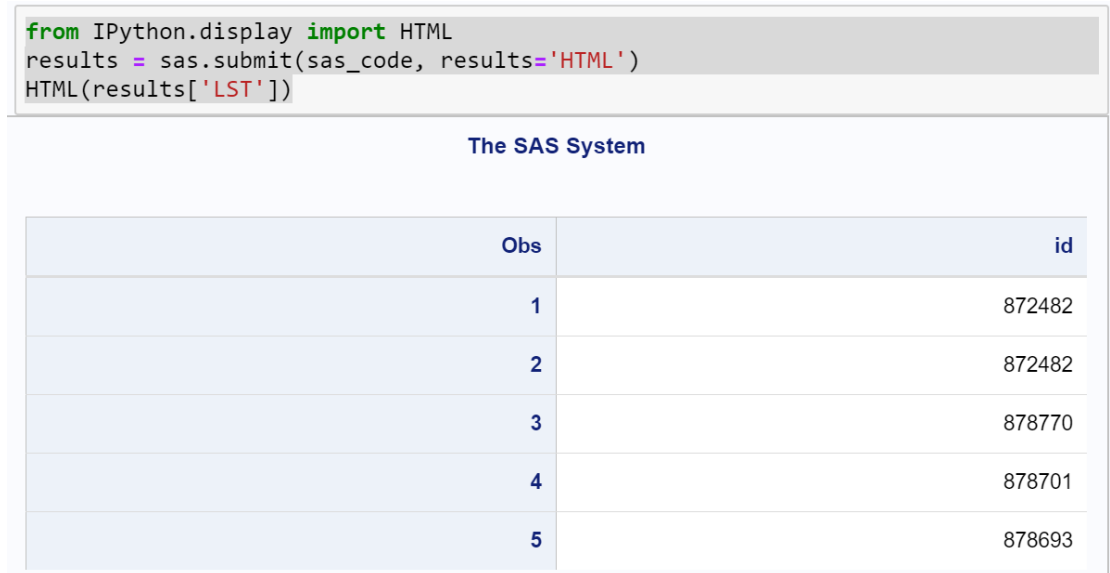 from IPython.display import HTML
results = sas.submit(sas_code, results='HTML')
HTML(results['LST'])
The SAS System
Obs id
1 872482
2 872482
3 878770
4 878701
5 878693